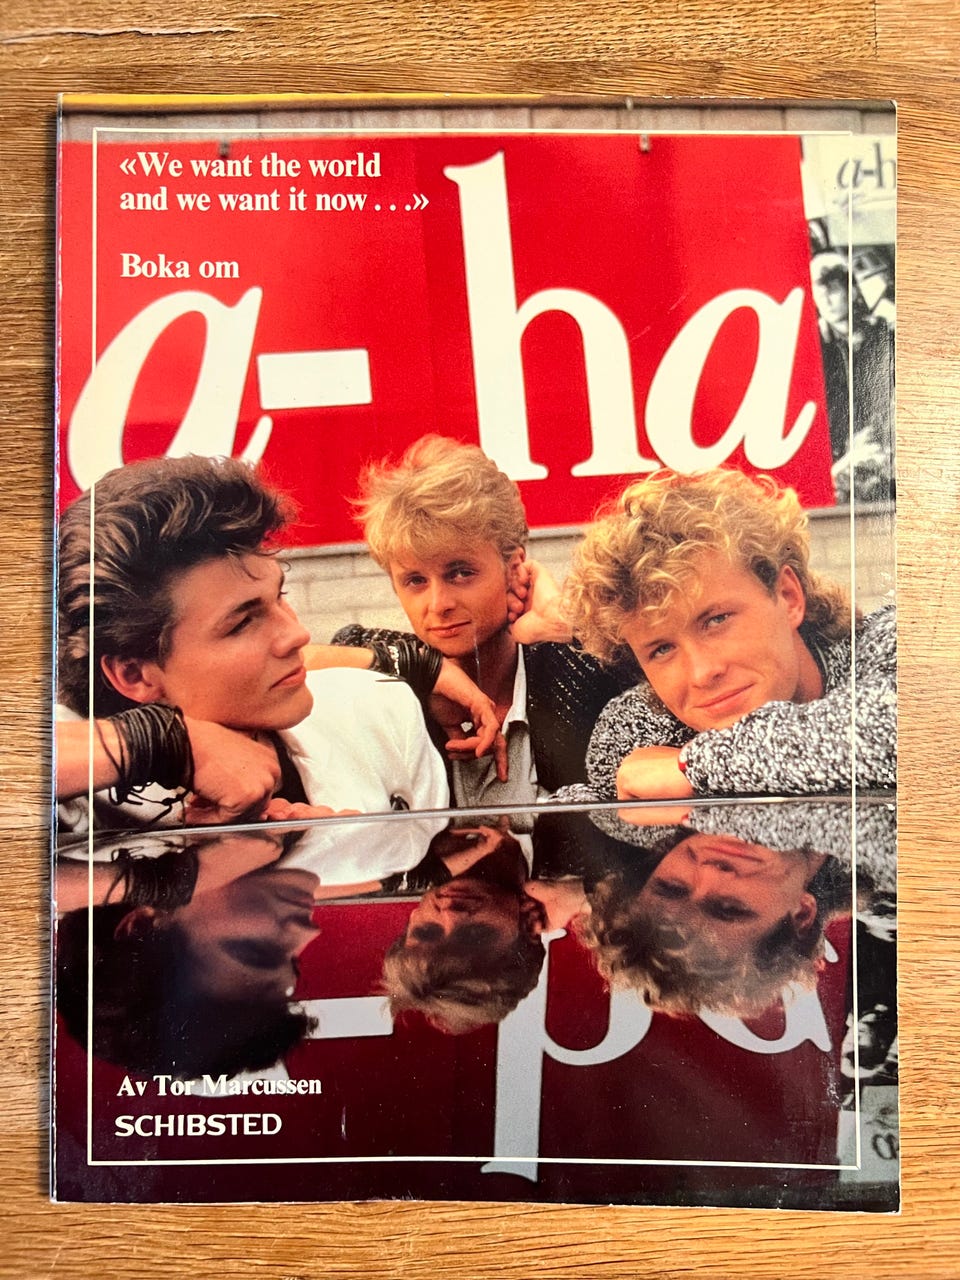 «We want the world
and we want it now . . .»
Boka om
a-ha
a-h
Av Tor Marcussen
SCHIBSTED